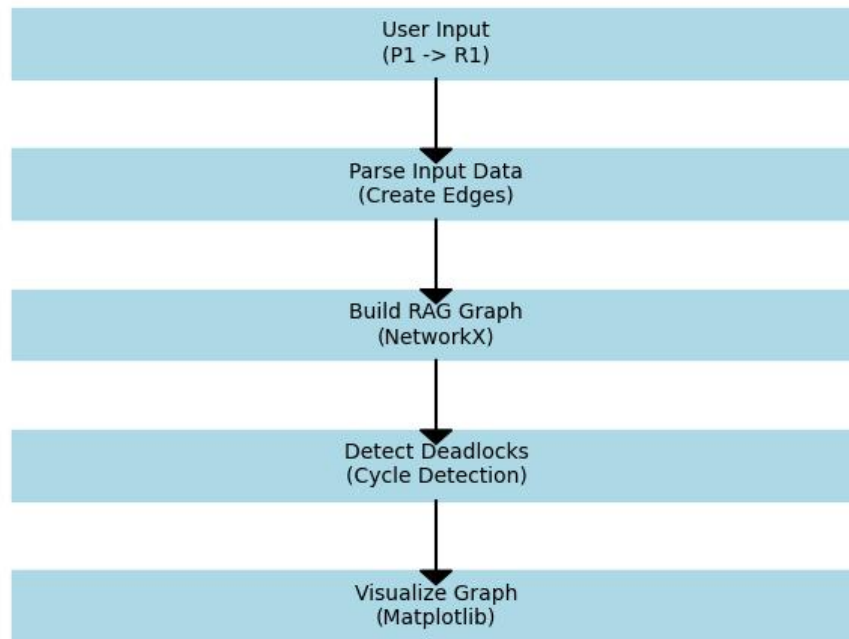 User Input
(P1 -> R1)
Parse Input Data
(Create Edges)
Build RAG Graph
(NetworkX)
Detect Deadlocks
(Cycle Detection)
Visualize Graph
(Matplotlib)